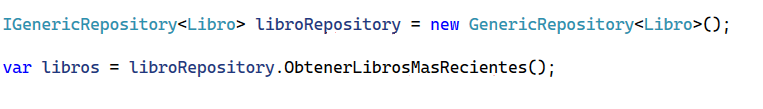 IGenericRepository<Libro> libroRepository = new GenericRepository<Libro>();
var libros = libroRepository.ObtenerLibrosMasRecientes();